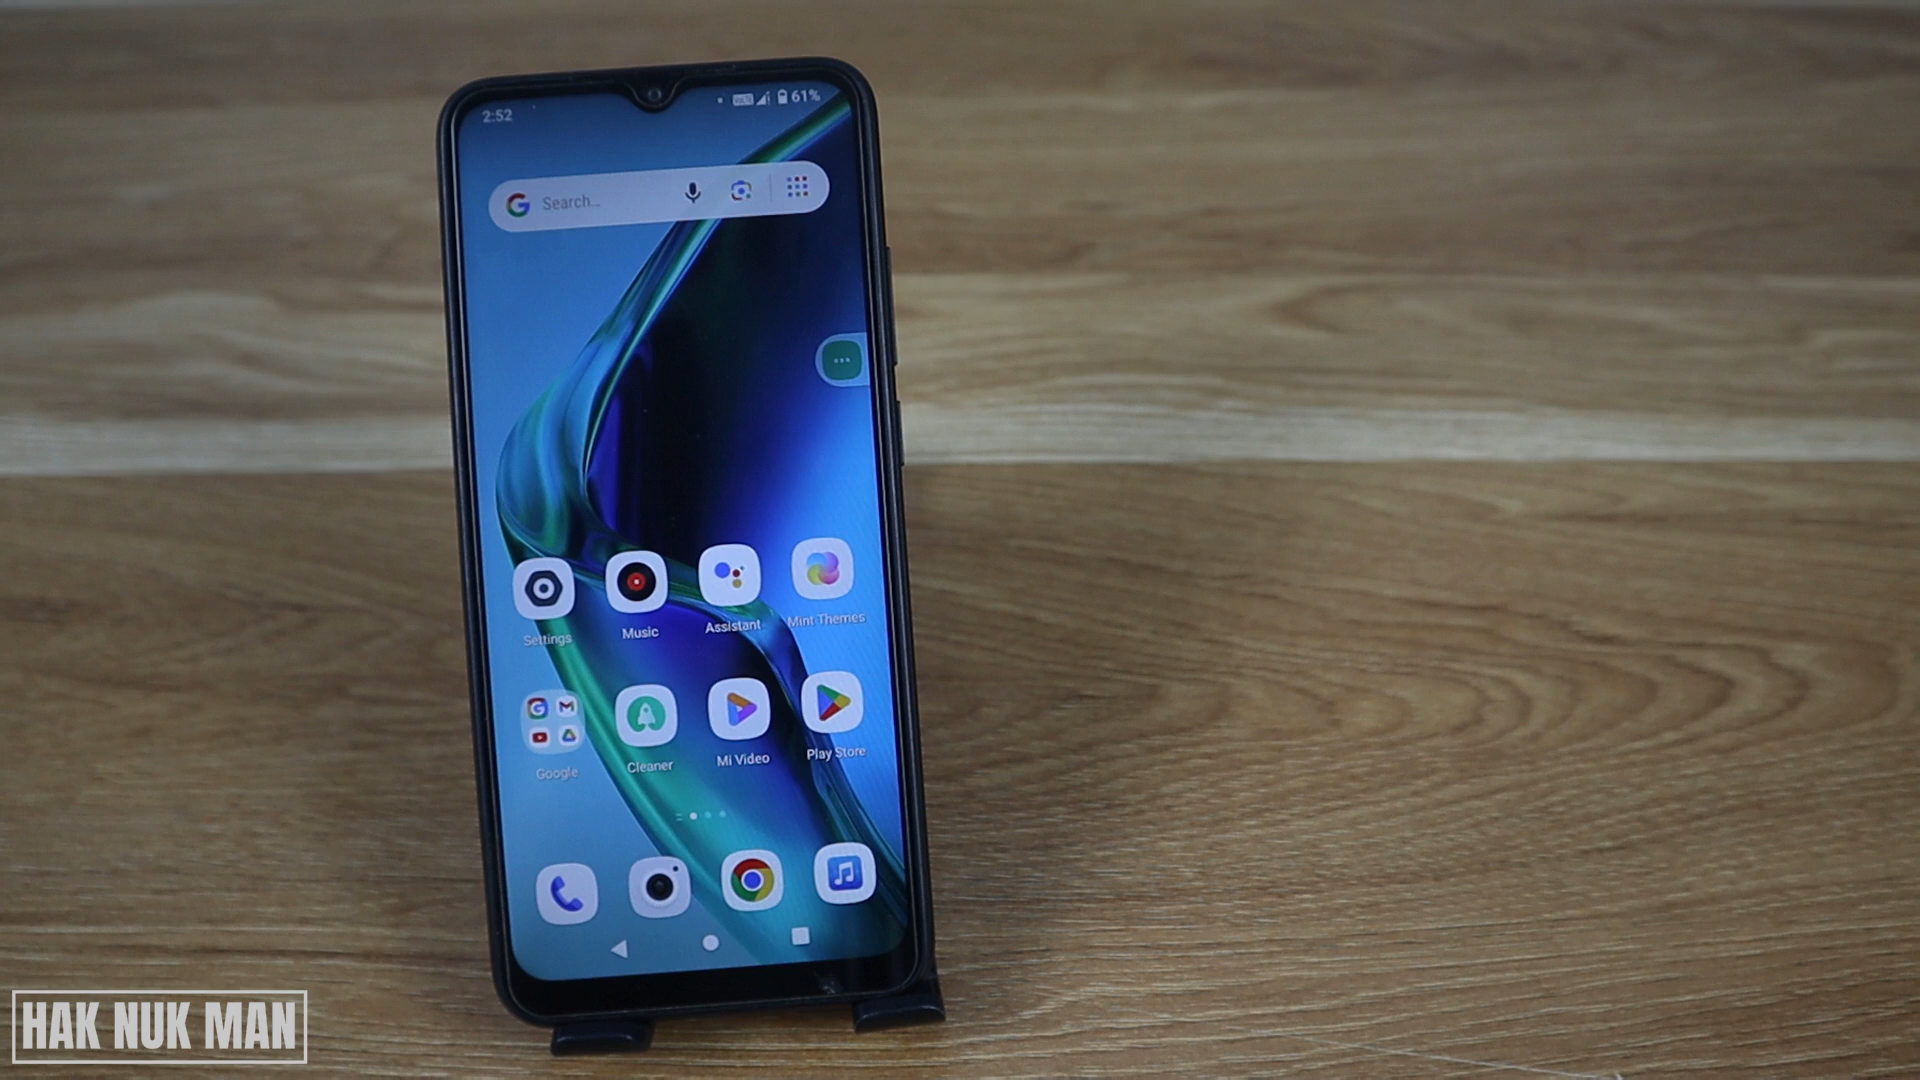 2:52
61%
Search...
Settings
Music
Assistant
Mint Themes
Google
Cleaner
Mi Video
Play Store
HAK NUK MAN